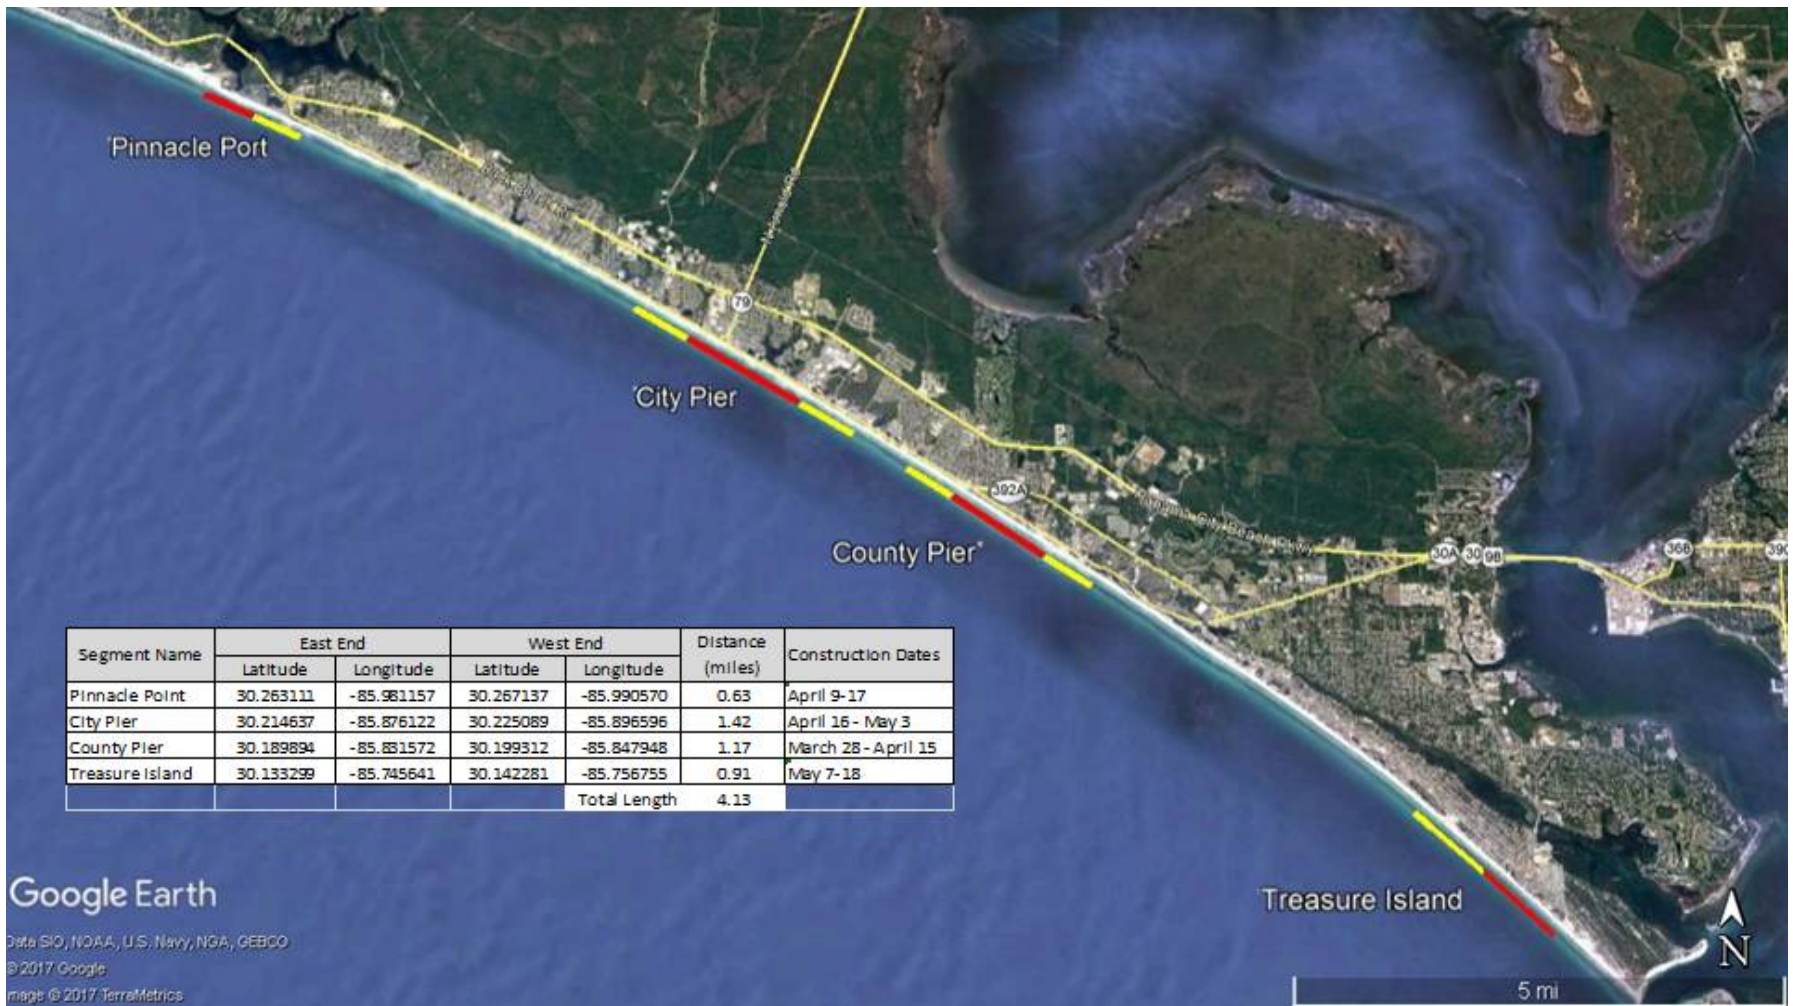 Pinnacle Port
79
City Pier
392A
County Pier
30A 30 98
368
390
Segment Name East End West End Distance (miles) Construction Dates
Latitude Longitude Latitude Longitude
Pinnacle Point 30.263111 -85.981157 30.267137 -85.990570 0.63 April 9-17
City Pier 30.214637 -85.876122 30.225089 -85.896596 1.42 April 16 - May 3
County Pier 30.189894 -85.831572 30.199312 -85.847948 1.17 March 28 - April 15
Treasure Island 30.133299 -85.745641 30.142281 -85.756755 0.91 May 7-18
Total Length 4.13
Treasure Island
Google Earth
Data SIO, NOAA, U.S. Navy, NGA, GEBCO
© 2017 Google
Image © 2017 TerraMetrics
N
5 mi